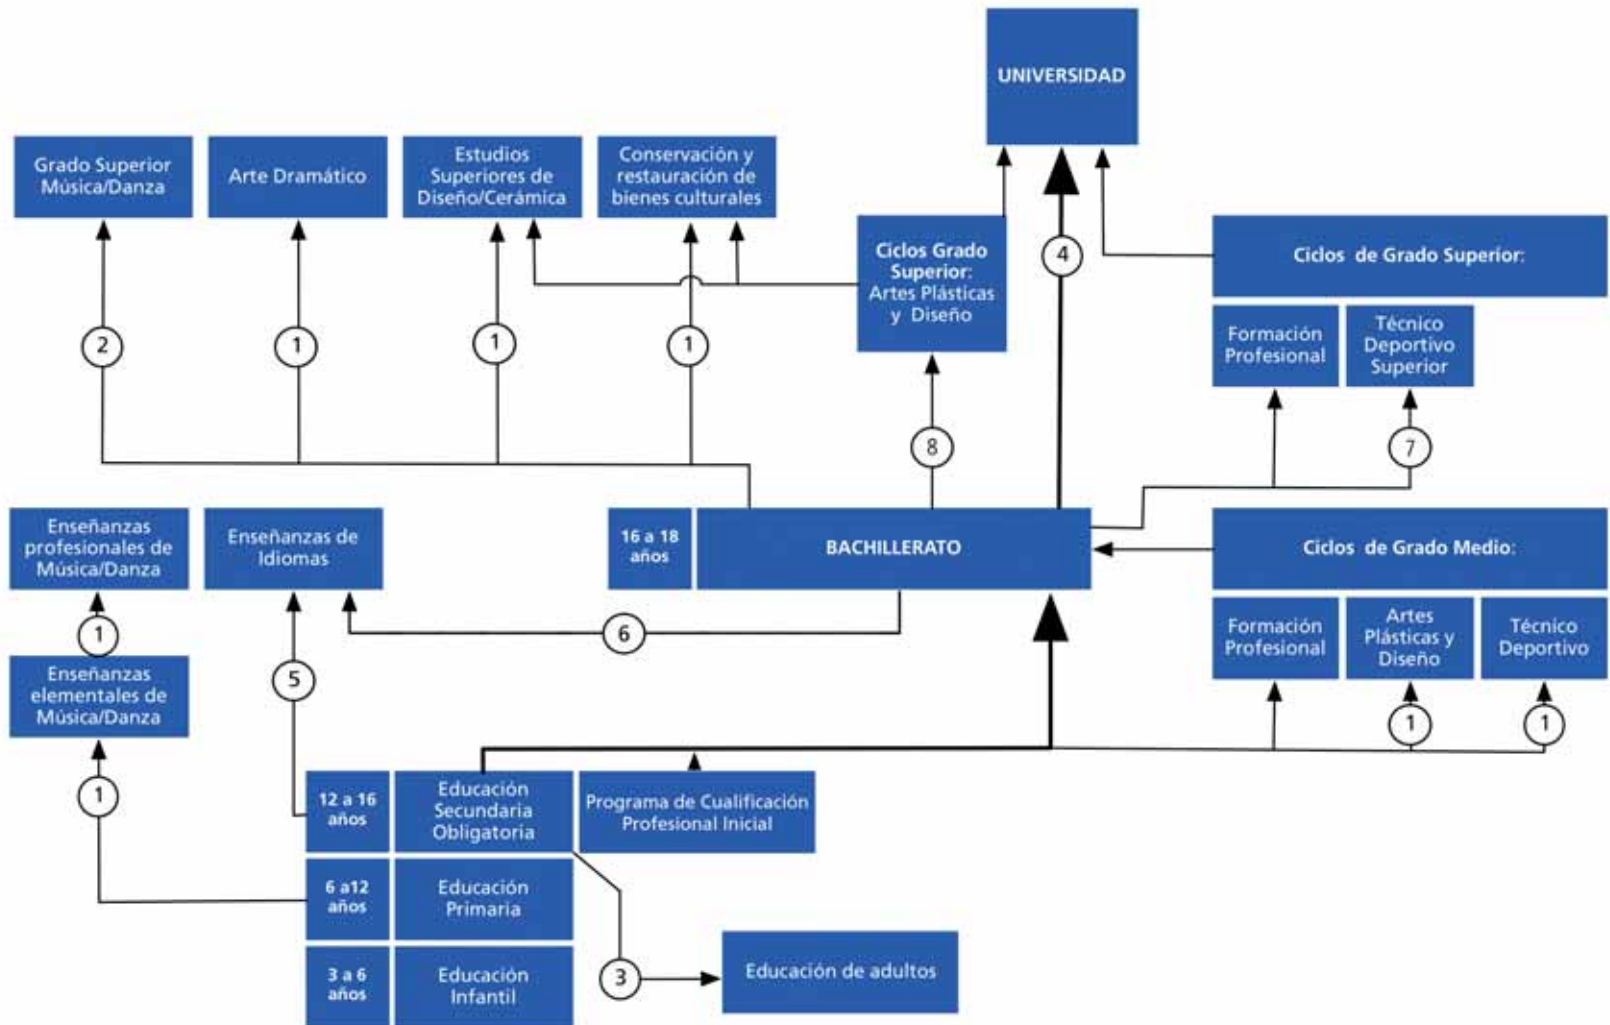 UNIVERSIDAD
Grado Superior
Música/Danza
Arte Dramático
Estudios
Superiores de
Diseño/Cerámica
Conservación y
restauración de
bienes culturales
Ciclos Grado
Superior:
Artes Plásticas
y Diseño
4
Ciclos de Grado Superior:
Formación
Profesional
Técnico
Deportivo
Superior
2
1
1
1
8
7
Enseñanzas
profesionales de
Música/Danza
Enseñanzas de
Idiomas
16 a 18
años
BACHILLERATO
Ciclos de Grado Medio:
Formación
Profesional
Artes
Plásticas y
Diseño
Técnico
Deportivo
1
6
Enseñanzas
elementales de
Música/Danza
5
1
1
1
12 a 16
años
Educación
Secundaria
Obligatoria
Programa de Cualificación
Profesional Inicial
6 a12
años
Educación
Primaria
3 a 6
años
Educación
Infantil
3
Educación de adultos